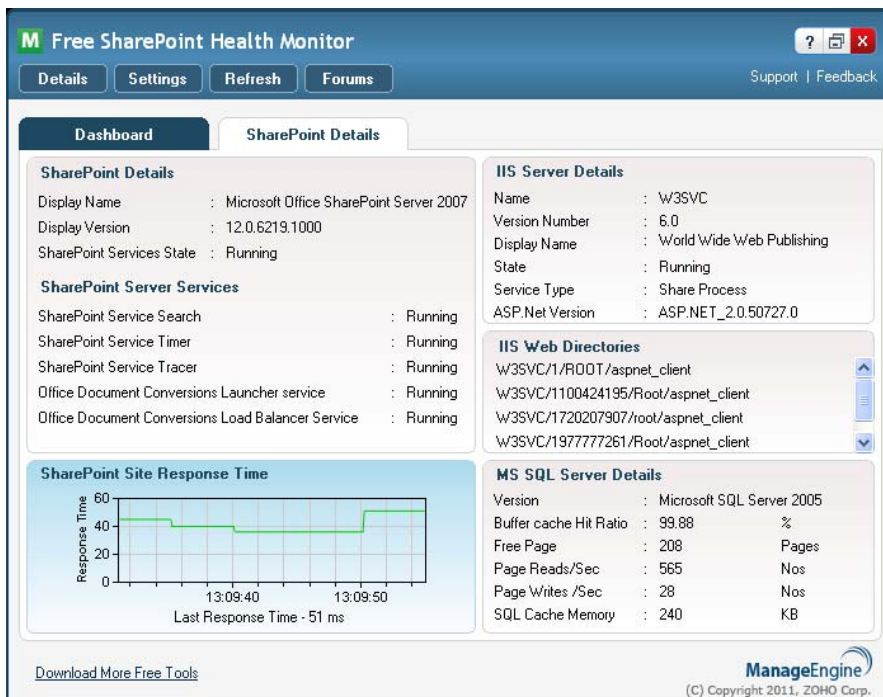 M Free SharePoint Health Monitor
?
X
Details
Settings
Refresh
Forums
Support | Feedback
Dashboard
SharePoint Details
SharePoint Details
Display Name : Microsoft Office SharePoint Server 2007
Display Version : 12.0.6219.1000
SharePoint Services State : Running
SharePoint Server Services
SharePoint Service Search : Running
SharePoint Service Timer : Running
SharePoint Service Tracer : Running
Office Document Conversions Launcher service : Running
Office Document Conversions Load Balancer Service : Running
IIS Server Details
Name : W3SVC
Version Number : 6.0
Display Name : World Wide Web Publishing
State : Running
Service Type : Share Process
ASP.Net Version : ASP.NET_2.0.50727.0
IIS Web Directories
W3SVC/1/ROOT/aspnet_client
W3SVC/1100424195/Root/aspnet_client
W3SVC/1720207907/root/aspnet_client
W3SVC/1977777261/Root/aspnet_client
SharePoint Site Response Time
Response Time
60
40
20
0
13:09:40
13:09:50
Last Response Time - 51 ms
MS SQL Server Details
Version : Microsoft SQL Server 2005
Buffer cache Hit Ratio : 99.88 %
Free Page : 208 Pages
Page Reads/Sec : 565 Nos
Page Writes /Sec : 28 Nos
SQL Cache Memory : 240 KB
Download More Free Tools
ManageEngine
(C) Copyright 2011, ZOHO Corp.